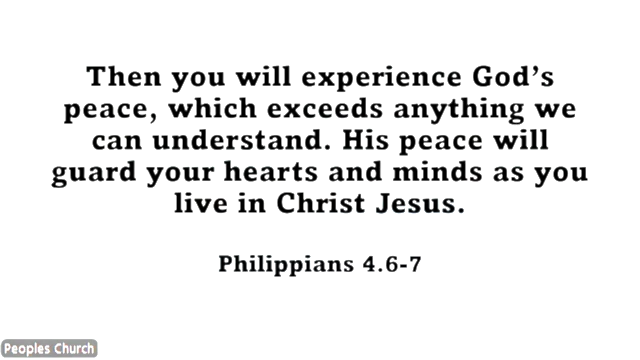 Then you will experience God's
peace, which exceeds anything we
can understand. His peace will
guard your hearts and minds as you
live in Christ Jesus.
Philippians 4.6-7
Peoples Church